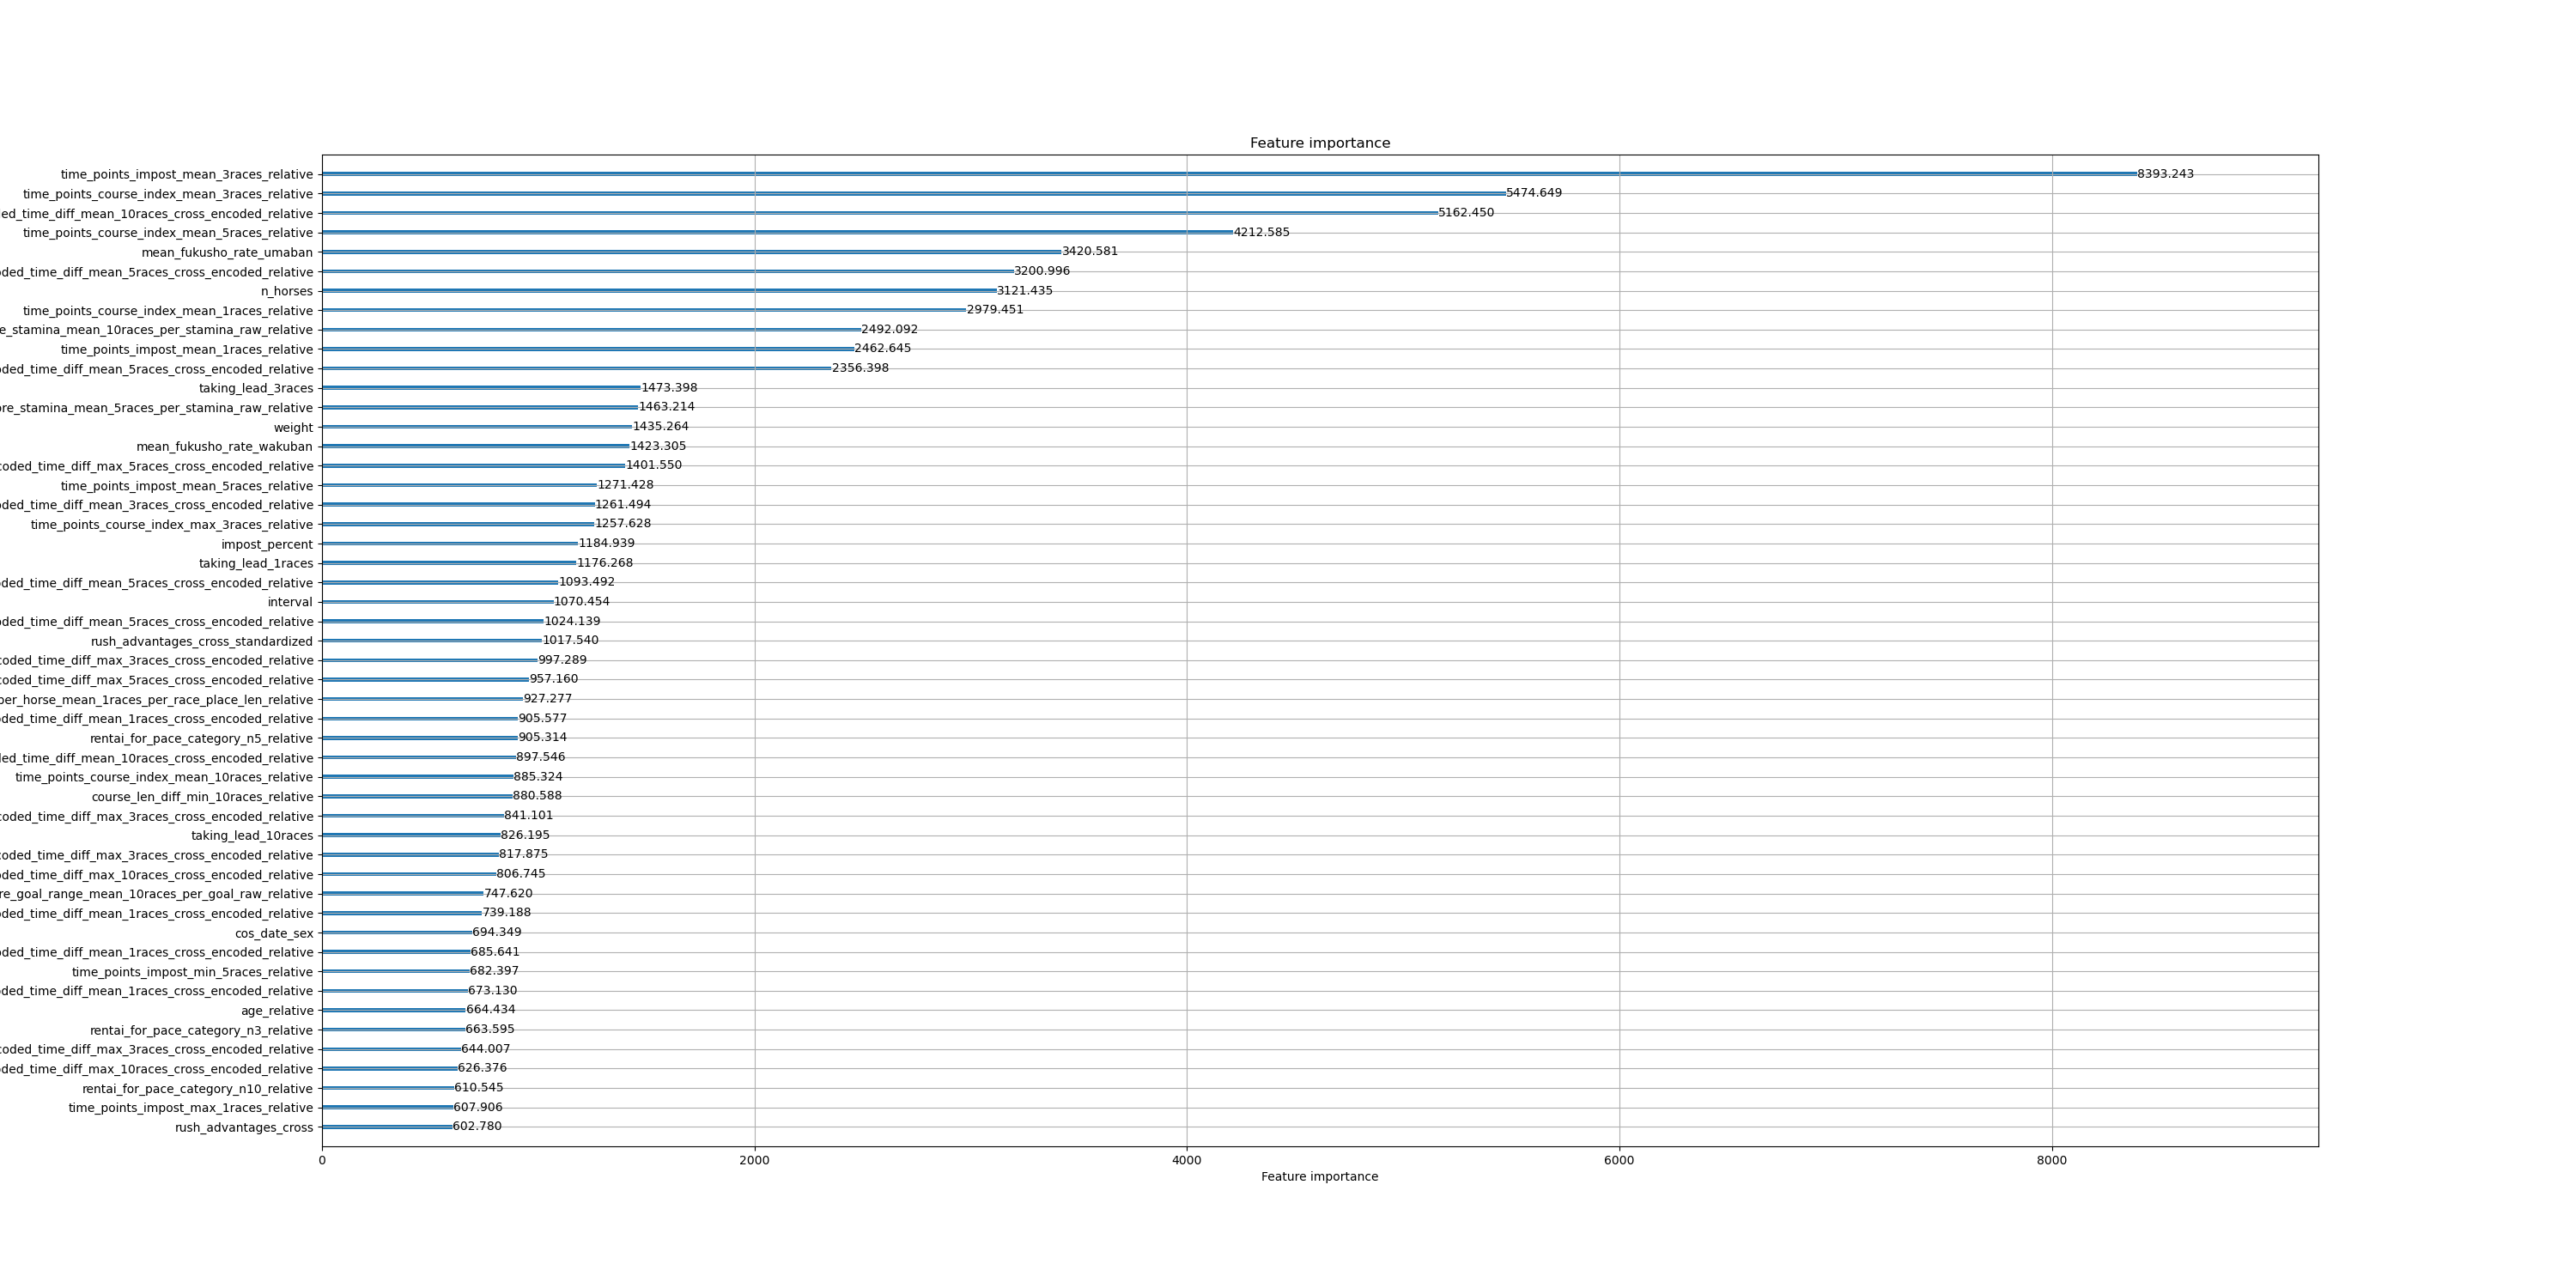 Feature importance
time_points_impost_mean_3races_relative 8393.243
time_points_course_index_mean_3races_relative 5474.649
ed_time_diff_mean_10races_cross_encoded_relative 5162.450
time_points_course_index_mean_5races_relative 4212.585
mean_fukusho_rate_umaban 3420.581
ded_time_diff_mean_5races_cross_encoded_relative 3200.996
n_horses 3121.435
time_points_course_index_mean_1races_relative 2979.451
e_stamina_mean_10races_per_stamina_raw_relative 2492.092
time_points_impost_mean_1races_relative 2462.645
ded_time_diff_mean_5races_cross_encoded_relative 2356.398
taking_lead_3races 1473.398
ore_stamina_mean_5races_per_stamina_raw_relative 1463.214
weight 1435.264
mean_fukusho_rate_wakuban 1423.305
coded_time_diff_max_5races_cross_encoded_relative 1401.550
time_points_impost_mean_5races_relative 1271.428
ded_time_diff_mean_3races_cross_encoded_relative 1261.494
time_points_course_index_max_3races_relative 1257.628
impost_percent 1184.939
taking_lead_1races 1176.268
ded_time_diff_mean_5races_cross_encoded_relative 1093.492
interval 1070.454
ded_time_diff_mean_5races_cross_encoded_relative 1024.139
rush_advantages_cross_standardized 1017.540
coded_time_diff_max_3races_cross_encoded_relative 997.289
coded_time_diff_max_5races_cross_encoded_relative 957.160
per_horse_mean_1races_per_race_place_len_relative 927.277
ded_time_diff_mean_1races_cross_encoded_relative 905.577
rentai_for_pace_category_n5_relative 905.314
led_time_diff_mean_10races_cross_encoded_relative 897.546
time_points_course_index_mean_10races_relative 885.324
course_len_diff_min_10races_relative 880.588
coded_time_diff_max_3races_cross_encoded_relative 841.101
taking_lead_10races 826.195
coded_time_diff_max_3races_cross_encoded_relative 817.875
ded_time_diff_max_10races_cross_encoded_relative 806.745
re_goal_range_mean_10races_per_goal_raw_relative 747.620
ded_time_diff_mean_1races_cross_encoded_relative 739.188
cos_date_sex 694.349
ded_time_diff_mean_1races_cross_encoded_relative 685.641
time_points_impost_min_5races_relative 682.397
ded_time_diff_mean_1races_cross_encoded_relative 673.130
age_relative 664.434
rentai_for_pace_category_n3_relative 663.595
coded_time_diff_max_3races_cross_encoded_relative 644.007
ded_time_diff_max_10races_cross_encoded_relative 626.376
rentai_for_pace_category_n10_relative 610.545
time_points_impost_max_1races_relative 607.906
rush_advantages_cross 602.780
0 2000 4000 6000 8000
Feature importance